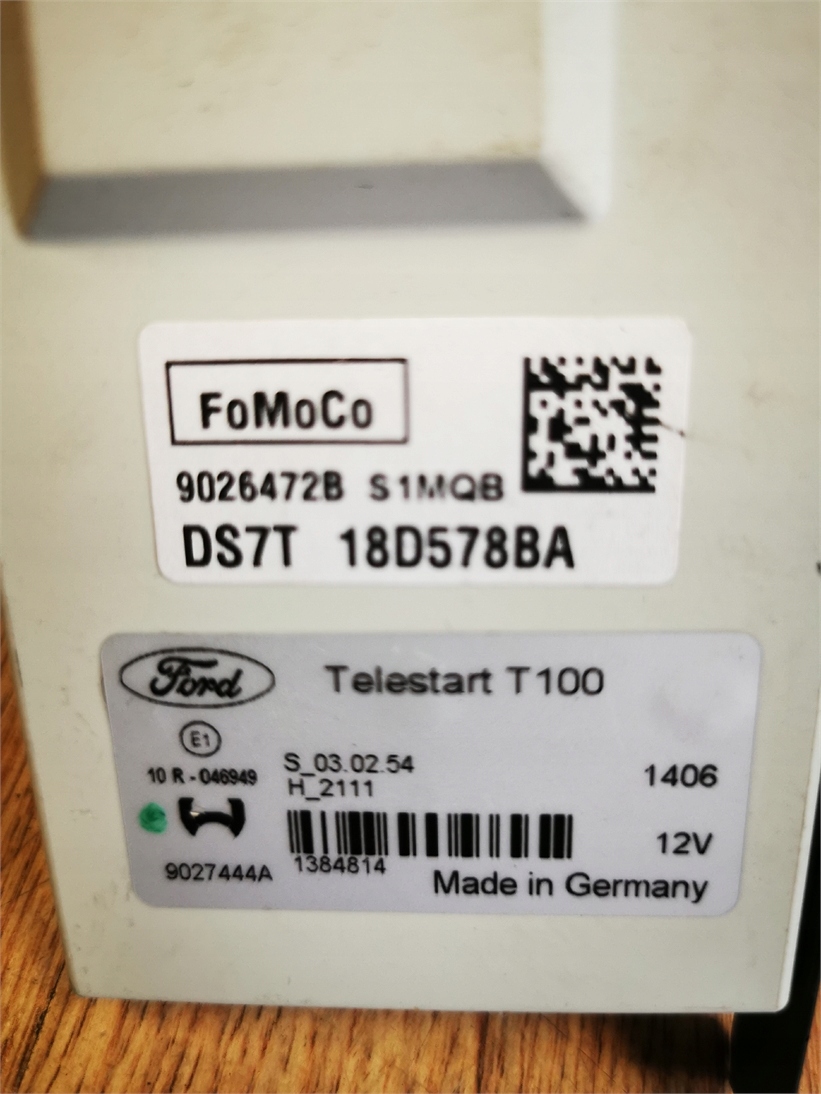 FoMoCo
9026472B S1MQB
DS7T 18D578BA
Ford Telestart T100
E1
10 R - 046949
S_03.02.54
H_2111
1406
1384814
12V
9027444A
Made in Germany